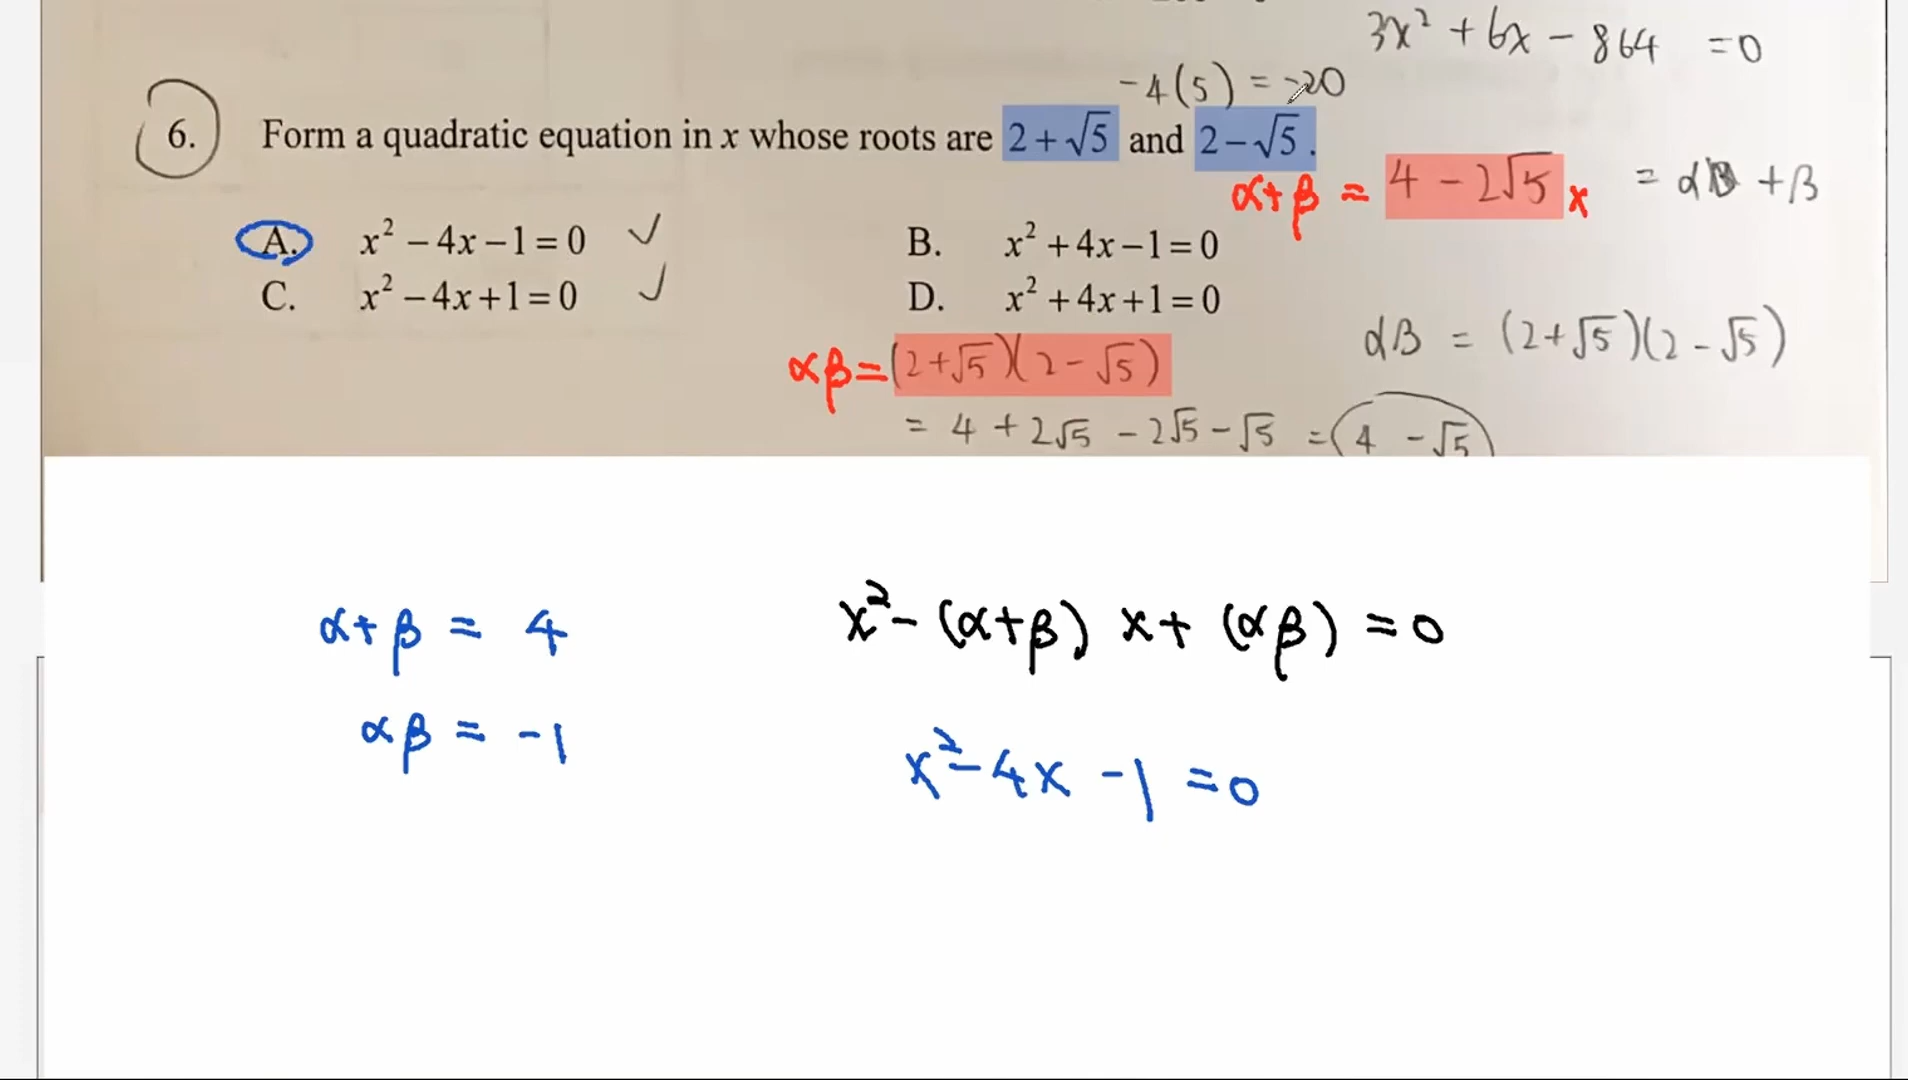 3x² + 6x − 864 = 0
−4(5) = −20
6. Form a quadratic equation in x whose roots are 2 + √5 and 2 − √5.
α+β = 4 − 2√5 x = α + β
A. x² − 4x − 1 = 0 ✓ B. x² + 4x − 1 = 0
C. x² − 4x + 1 = 0 ✓ D. x² + 4x + 1 = 0
αβ = (2+√5)(2−√5) αβ = (2+√5)(2−√5)
= 4 + 2√5 − 2√5 − √5 = 4 − √5
α+β = 4 x² − (α+β) x + (αβ) = 0
αβ = −1 x² − 4x − 1 = 0